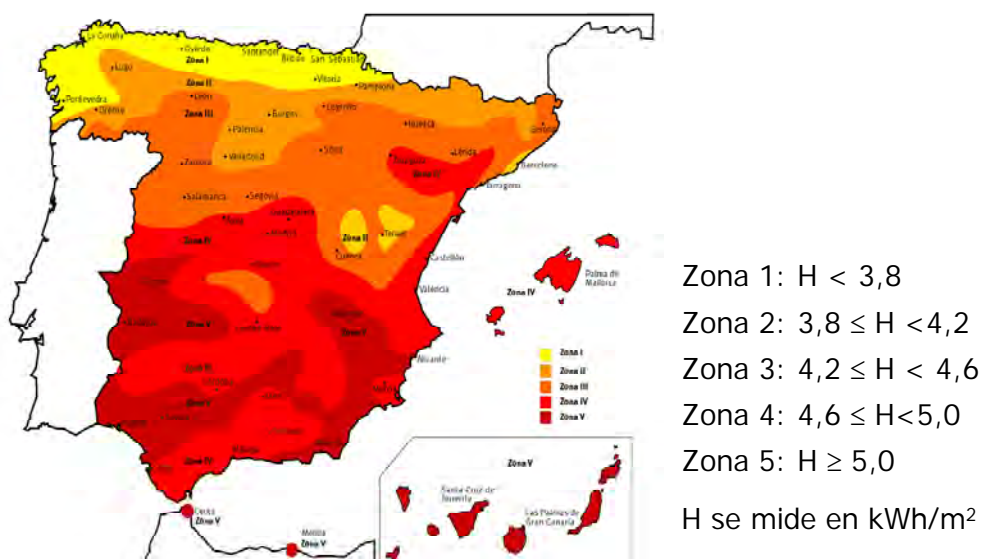 La Coruña
Oviedo
Santander
Bilbao
San Sebastián
Zona I
Lugo
Vitoria
Pamplona
Zona II
León
Pontevedra
Orense
Zona III
Burgos
Logroño
Huesca
Gerona
Palencia
Zamora
Valladolid
Soria
Zaragoza
Lérida
Barcelona
Tarragona
Salamanca
Segovia
Zona IV
Zona II
Teruel
Cuenca
Castellón
Valencia
Zona IV
Palma de
Mallorca
Zona V
Alicante
Zona I
Zona II
Zona III
Zona IV
Zona V
Zona IV
Ceuta
Zona V
Melilla
Zona V
Zona V
Santa Cruz de
Tenerife
Las Palmas de
Gran Canaria
Zona 1: H < 3,8
Zona 2: 3,8 ≤ H <4,2
Zona 3: 4,2 ≤ H < 4,6
Zona 4: 4,6 ≤ H<5,0
Zona 5: H ≥ 5,0
H se mide en kWh/m²